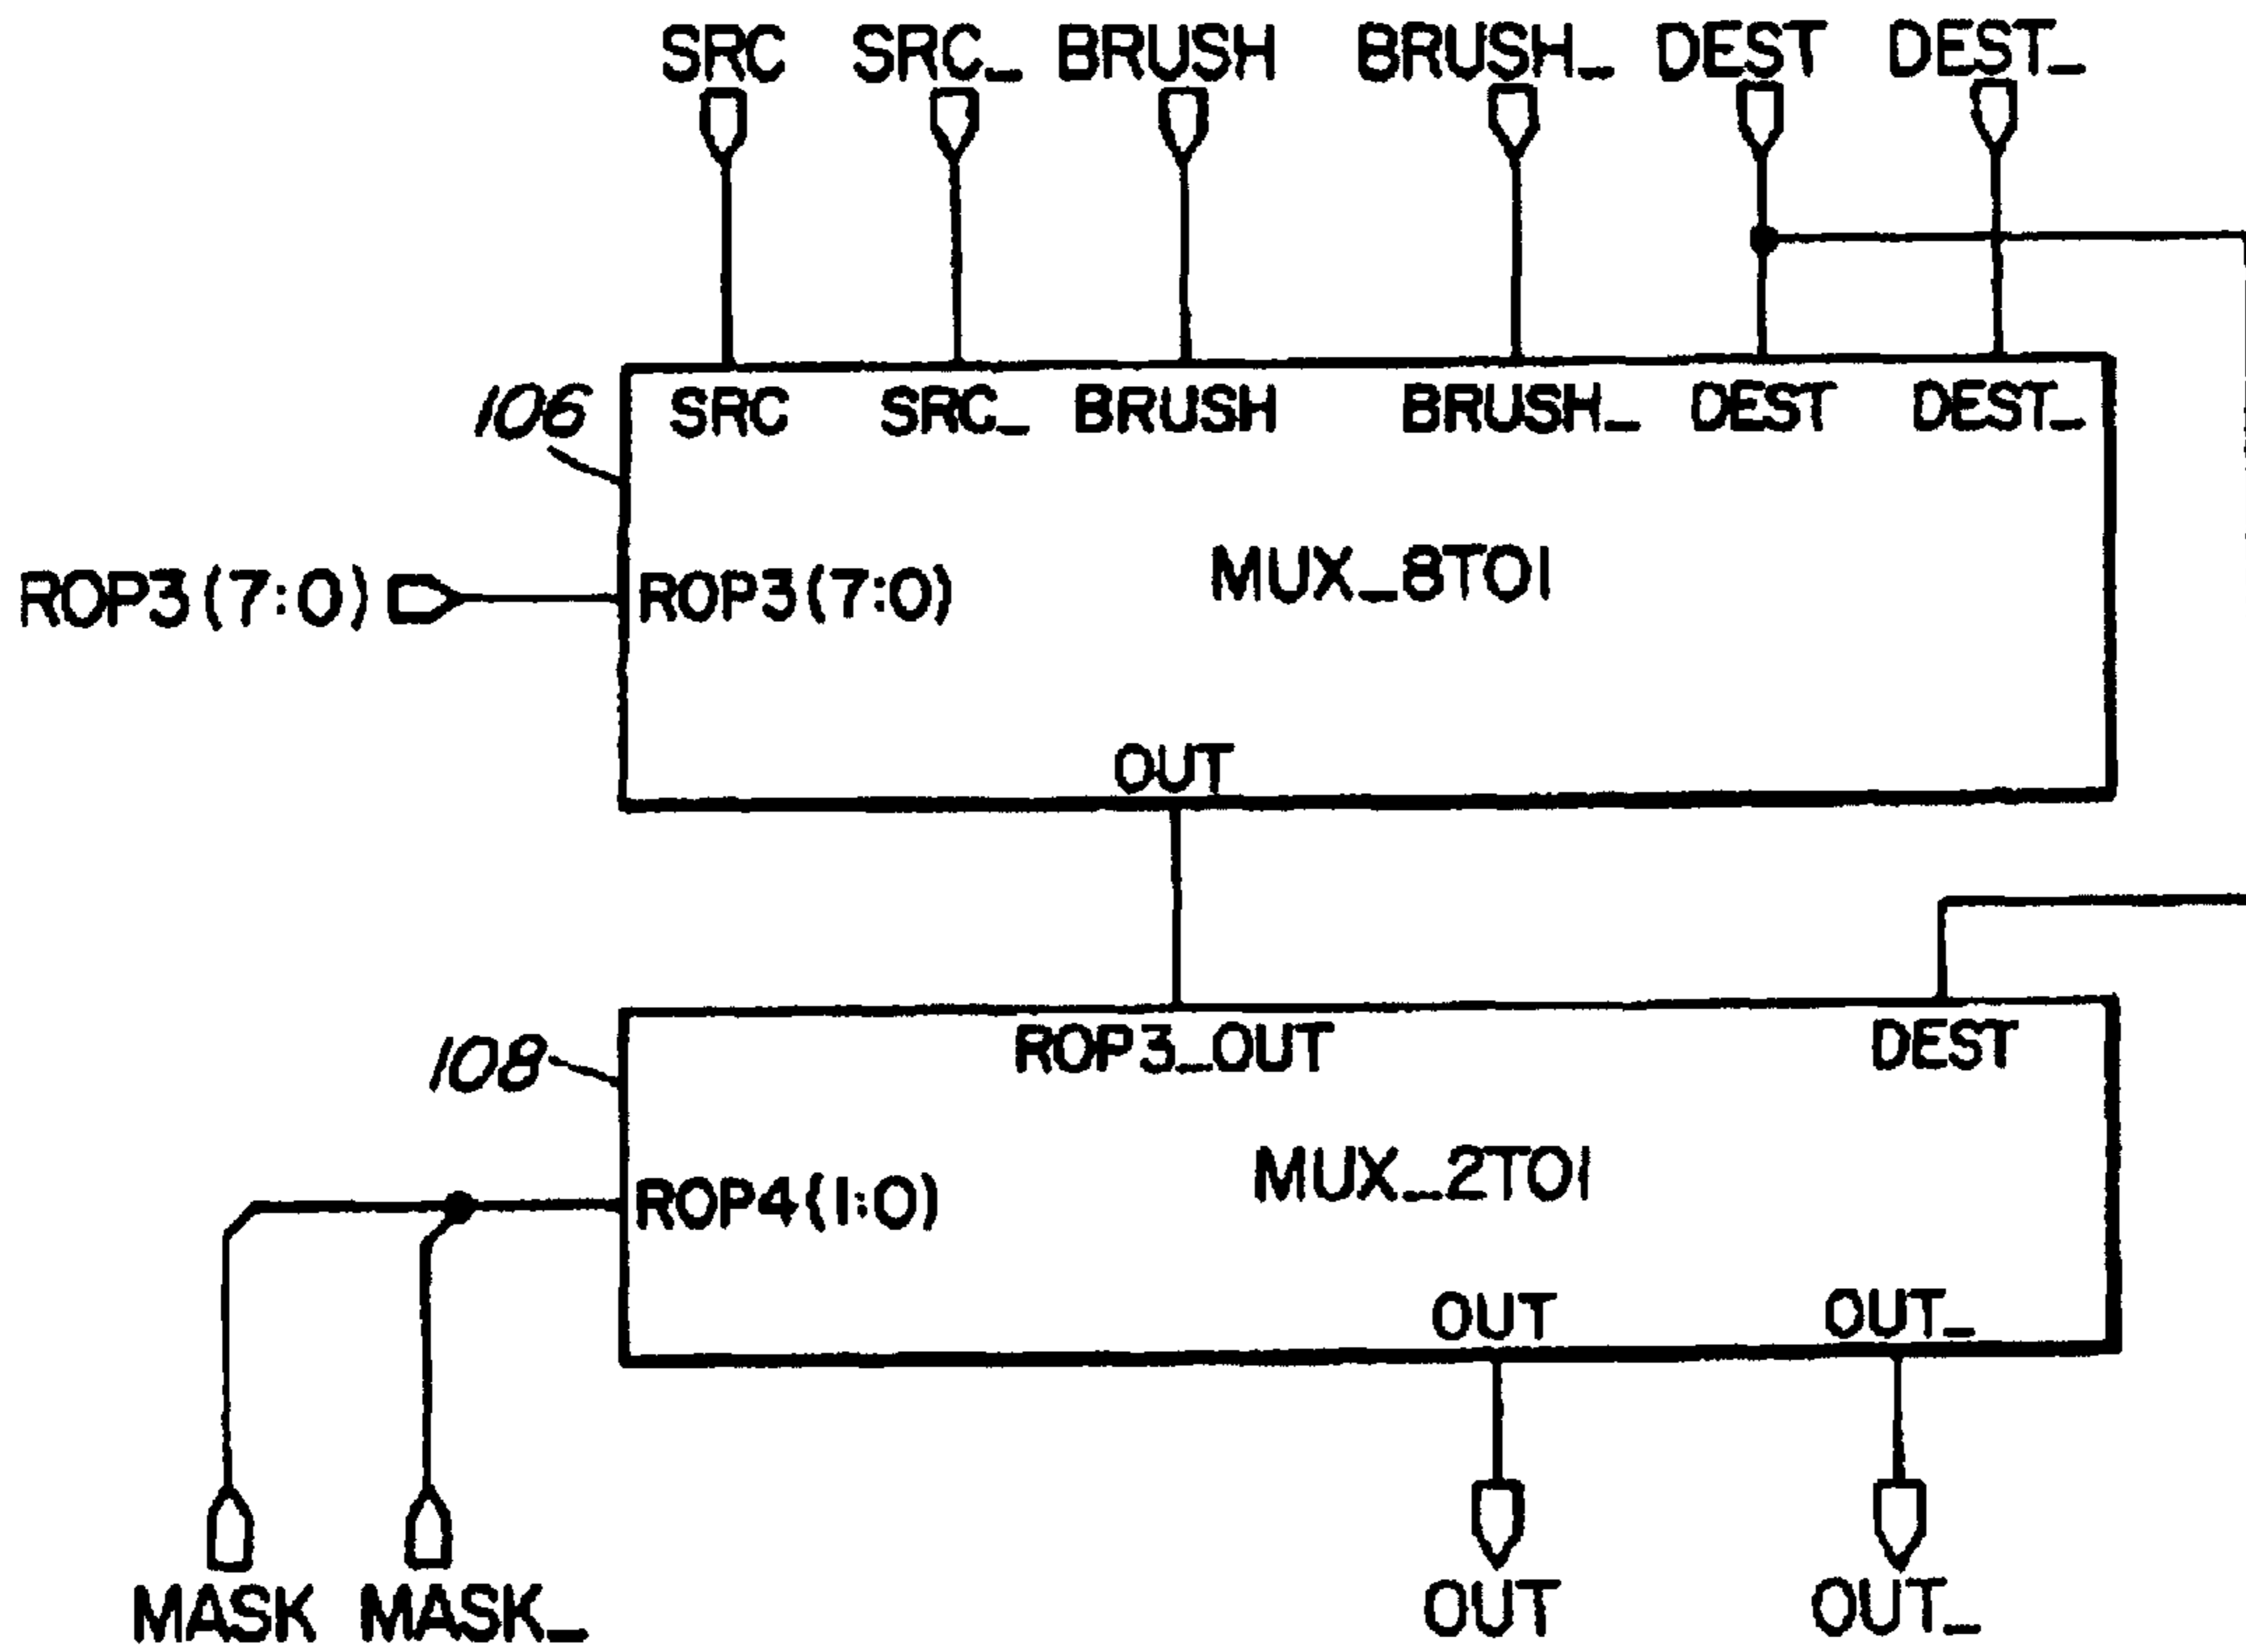 SRC SRC_ BRUSH BRUSH_ DEST DEST_
106 SRC SRC_ BRUSH BRUSH_ DEST DEST_
ROP3(7:0) ROP3(7:0) MUX_8TO1
OUT
108 ROP3_OUT DEST
ROP4(1:0) MUX_2TO1
OUT OUT_
MASK MASK_ OUT OUT_